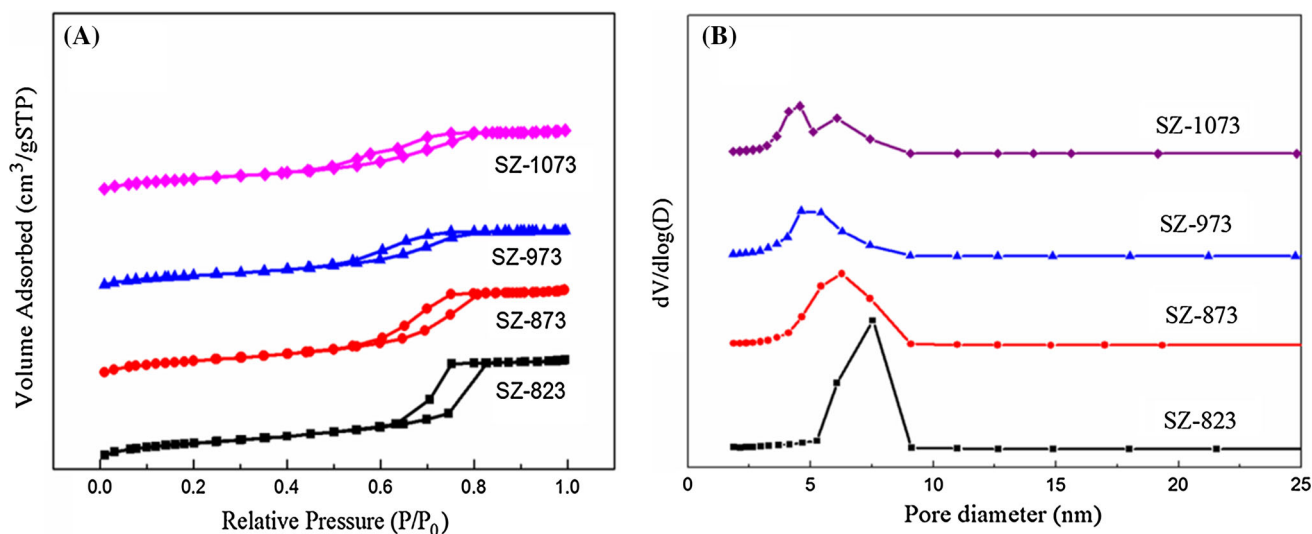 (A)
Volume Adsorbed (cm³/gSTP)
SZ-1073
SZ-973
SZ-873
SZ-823
0.0 0.2 0.4 0.6 0.8 1.0
Relative Pressure (P/P₀)
(B)
dV/dlog(D)
SZ-1073
SZ-973
SZ-873
SZ-823
0 5 10 15 20 25
Pore diameter (nm)